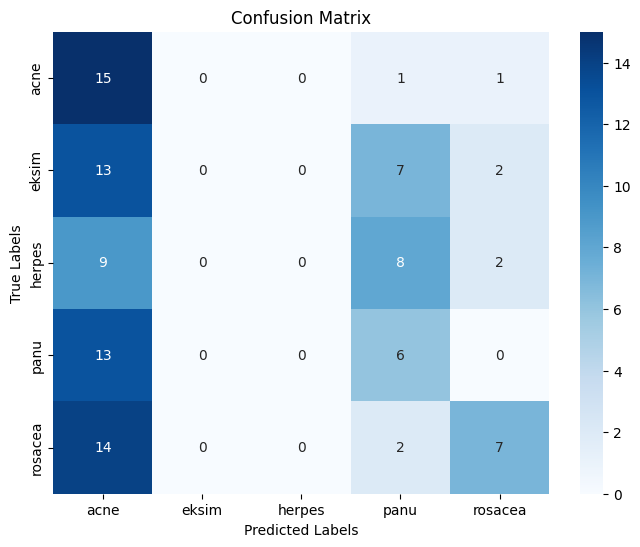 Confusion Matrix
acne 15 0 0 1 1
eksim 13 0 0 7 2
herpes 9 0 0 8 2
panu 13 0 0 6 0
rosacea 14 0 0 2 7
True Labels
acne eksim herpes panu rosacea
Predicted Labels
14
12
10
8
6
4
2
0